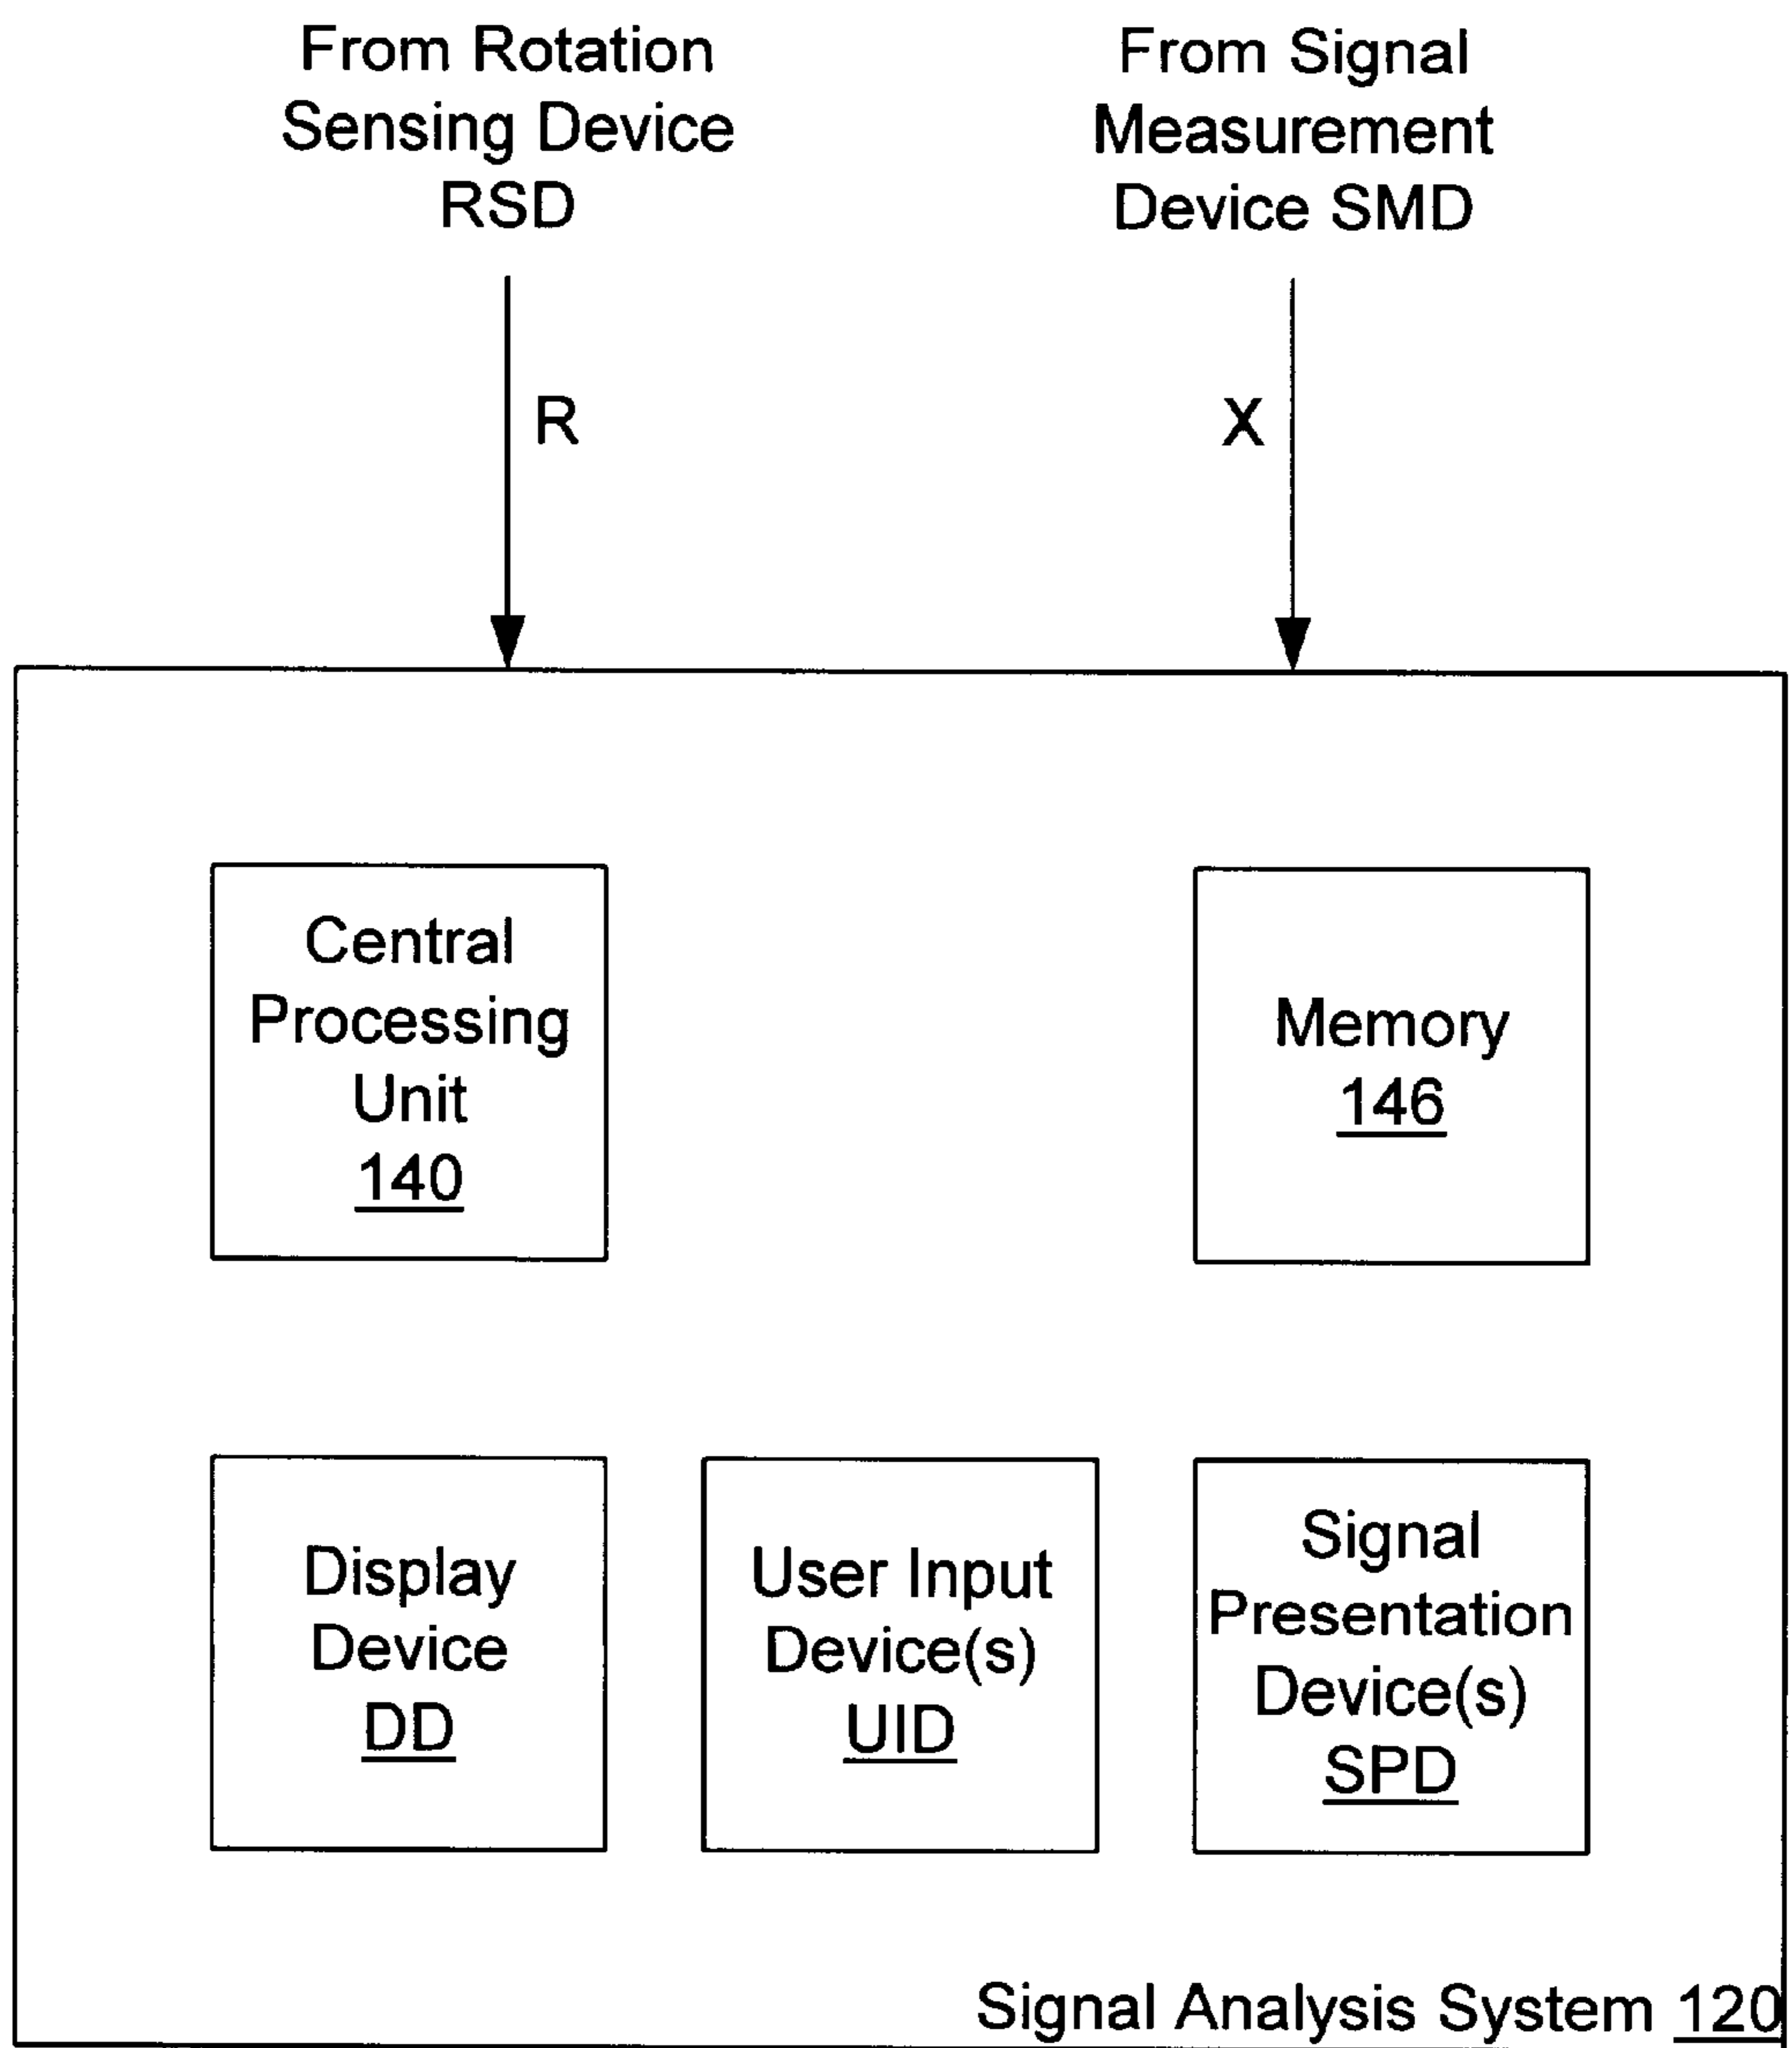 From Rotation
Sensing Device
RSD
From Signal
Measurement
Device SMD
R
X
Central
Processing
Unit
140
Memory
146
Display
Device
DD
User Input
Device(s)
UID
Signal
Presentation
Device(s)
SPD
Signal Analysis System 120